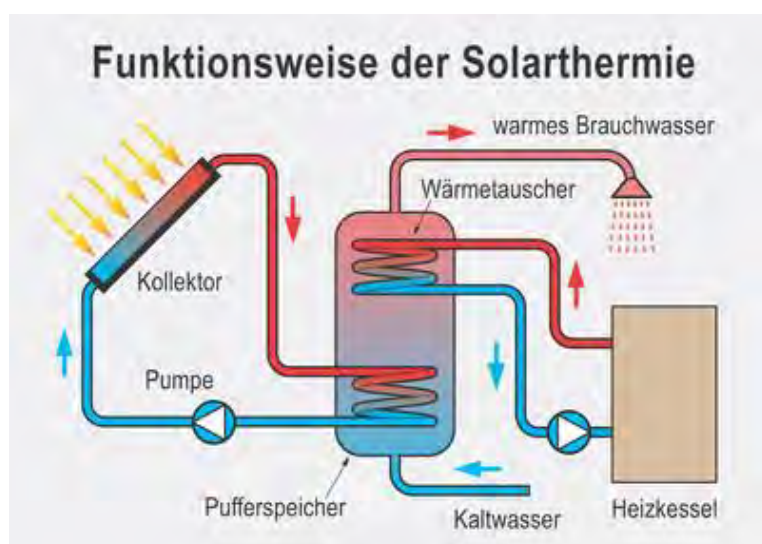 Funktionsweise der Solarthermie
warmes Brauchwasser
Wärmetauscher
Kollektor
Pumpe
Pufferspeicher
Kaltwasser
Heizkessel